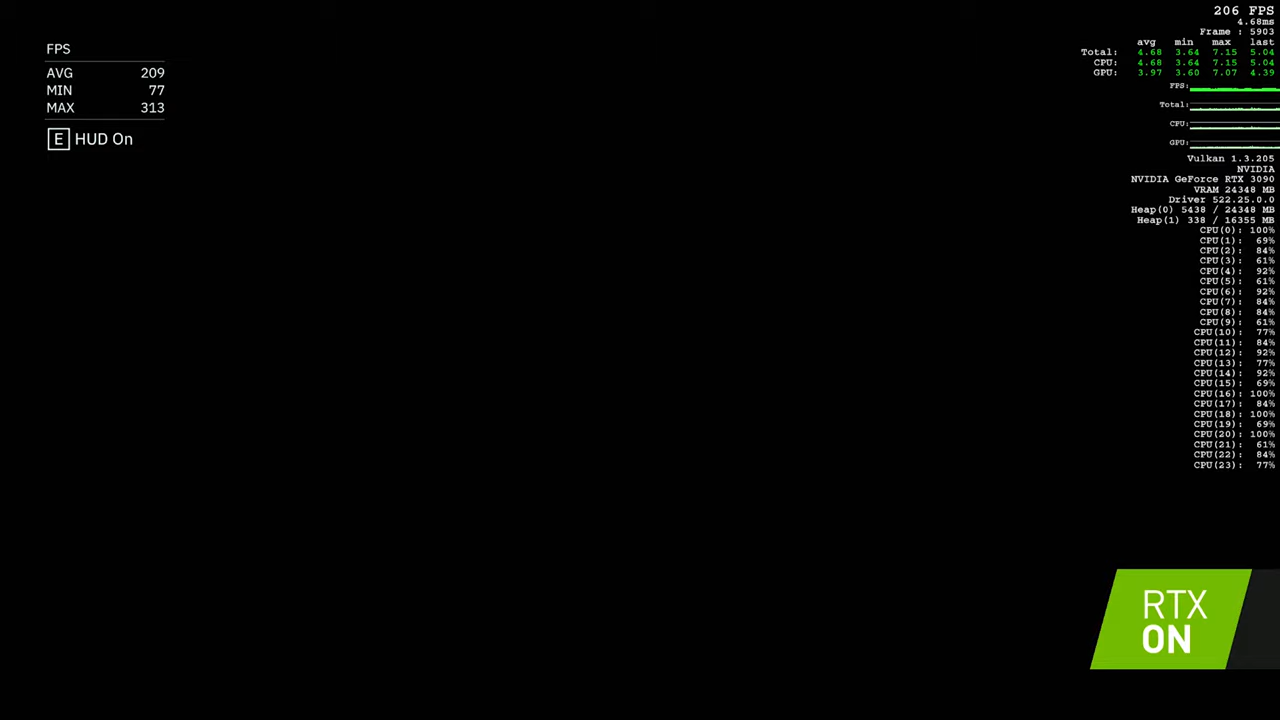 FPS
AVG 209
MIN 77
MAX 313
E HUD On
206 FPS
4.68ms
Frame : 5903
avg min max last
Total: 4.68 3.64 7.15 5.04
CPU: 4.68 3.64 7.15 5.04
GPU: 3.97 3.60 7.07 4.39
FPS:
Total:
CPU:
GPU:
Vulkan 1.3.205
NVIDIA
NVIDIA GeForce RTX 3090
VRAM 24348 MB
Driver 522.25.0.0
Heap(0) 5438 / 24348 MB
Heap(1) 338 / 16355 MB
CPU(0): 100%
CPU(1): 69%
CPU(2): 84%
CPU(3): 61%
CPU(4): 92%
CPU(5): 61%
CPU(6): 92%
CPU(7): 84%
CPU(8): 84%
CPU(9): 61%
CPU(10): 77%
CPU(11): 84%
CPU(12): 92%
CPU(13): 77%
CPU(14): 92%
CPU(15): 69%
CPU(16): 100%
CPU(17): 84%
CPU(18): 100%
CPU(19): 69%
CPU(20): 100%
CPU(21): 61%
CPU(22): 84%
CPU(23): 77%
RTX
ON